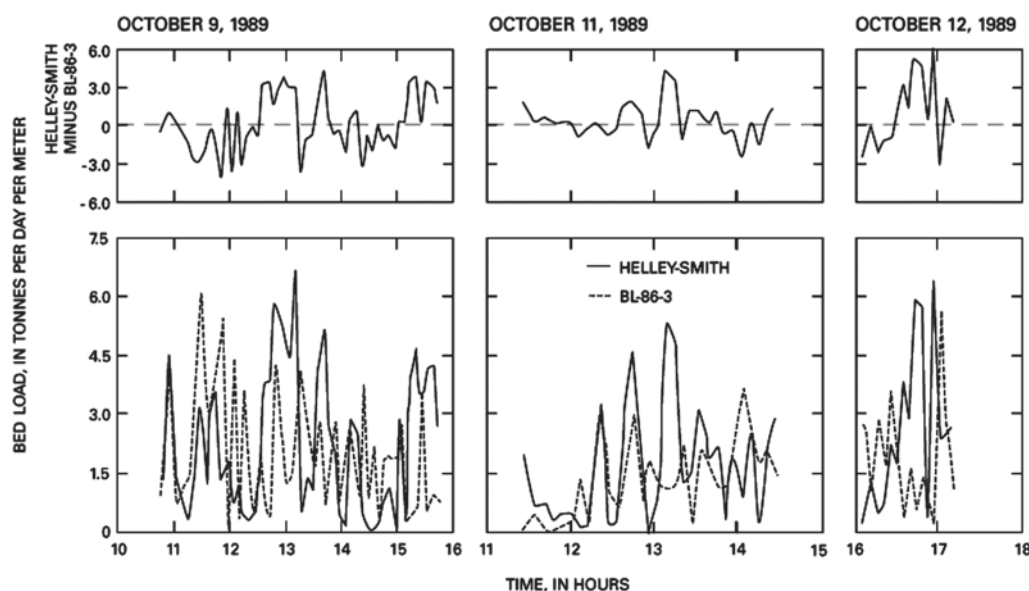 OCTOBER 9, 1989
OCTOBER 11, 1989
OCTOBER 12, 1989
HELLEY-SMITH
MINUS BL-86-3
6.0
3.0
0
-3.0
-6.0
BED LOAD, IN TONNES PER DAY PER METER
7.5
6.0
4.5
3.0
1.5
0
HELLEY-SMITH
BL-86-3
10 11 12 13 14 15 16
11 12 13 14 15
16 17 18
TIME, IN HOURS